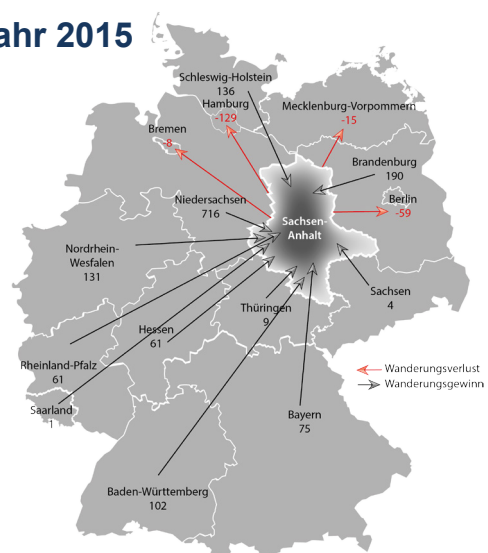 ahr 2015
Schleswig-Holstein
136
Hamburg
-129
Mecklenburg-Vorpommern
-15
Bremen
-8
Brandenburg
190
Niedersachsen
716
Berlin
-59
Sachsen-
Anhalt
Nordrhein-
Wesfalen
131
Sachsen
4
Thüringen
9
Hessen
61
Rheinland-Pfalz
61
Wanderungsverlust
Wanderungsgewinn
Saarland
1
Bayern
75
Baden-Württemberg
102